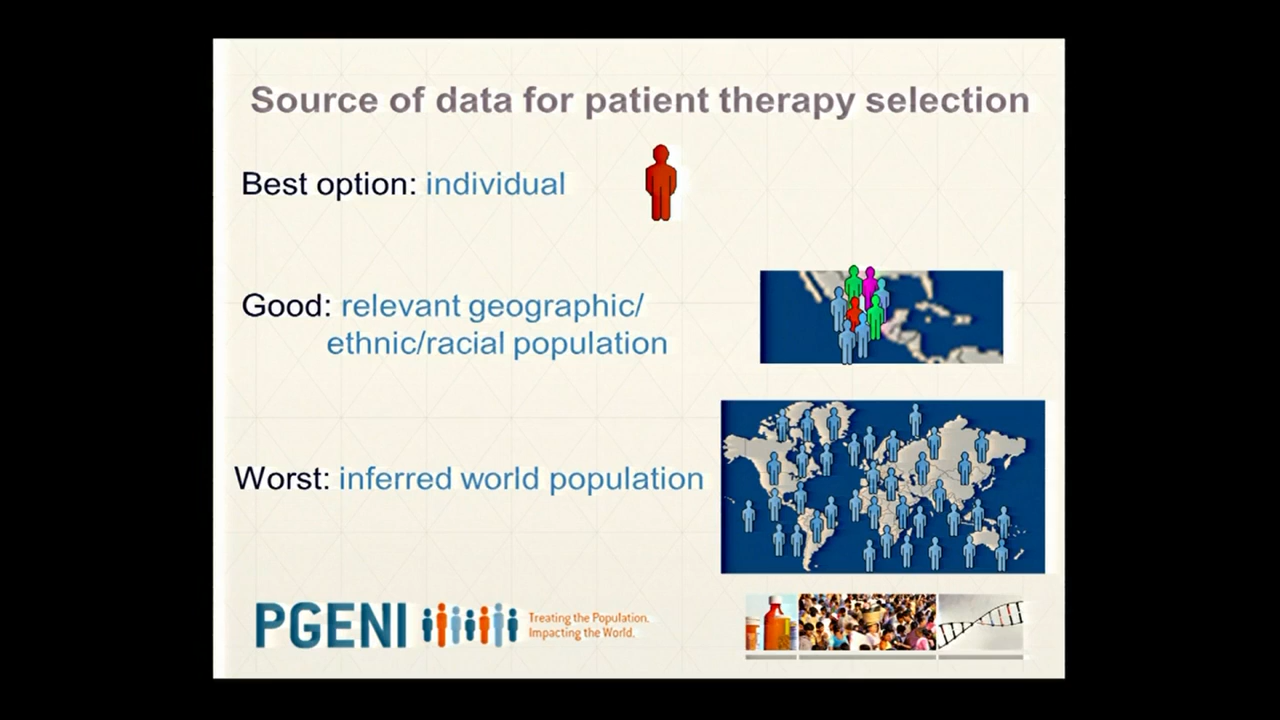 Source of data for patient therapy selection
Best option: individual
Good: relevant geographic/
ethnic/racial population
Worst: inferred world population
PGENI
Treating the Population.
Impacting the World.